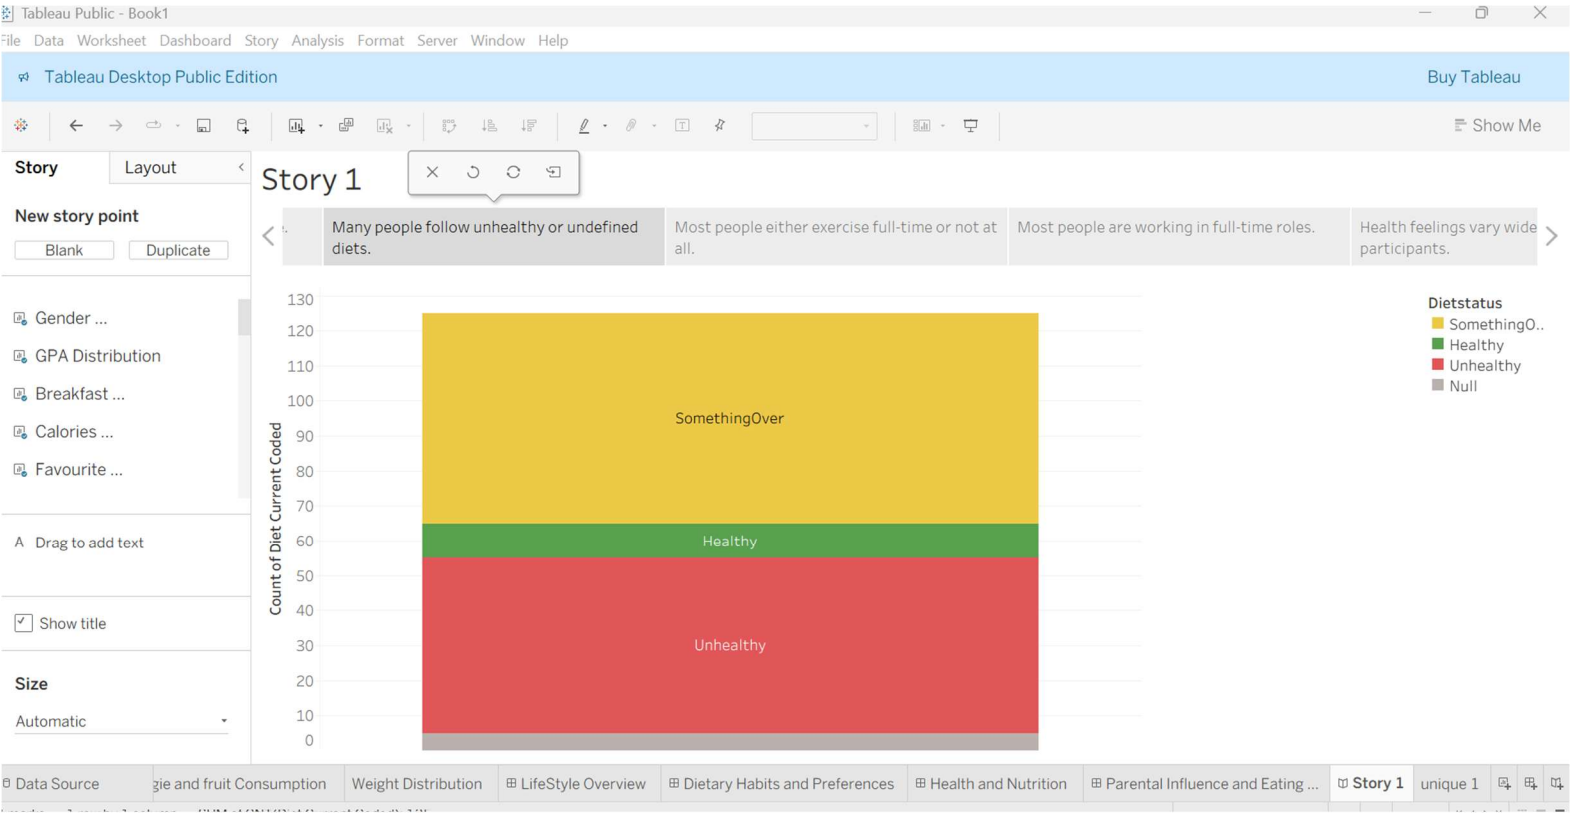 Tableau Public - Book1
File Data Worksheet Dashboard Story Analysis Format Server Window Help
Tableau Desktop Public Edition
Buy Tableau
Show Me
Story
Layout
New story point
Blank
Duplicate
Gender ...
GPA Distribution
Breakfast ...
Calories ...
Favourite ...
A Drag to add text
Show title
Size
Automatic
Story 1
Many people follow unhealthy or undefined
diets.
Most people either exercise full-time or not at
all.
Most people are working in full-time roles.
Health feelings vary wide
participants.
Count of Diet Current Coded
130
120
110
100
90
80
70
60
50
40
30
20
10
0
SomethingOver
Healthy
Unhealthy
Dietstatus
SomethingO..
Healthy
Unhealthy
Null
Data Source
gie and fruit Consumption
Weight Distribution
LifeStyle Overview
Dietary Habits and Preferences
Health and Nutrition
Parental Influence and Eating ...
Story 1
unique 1